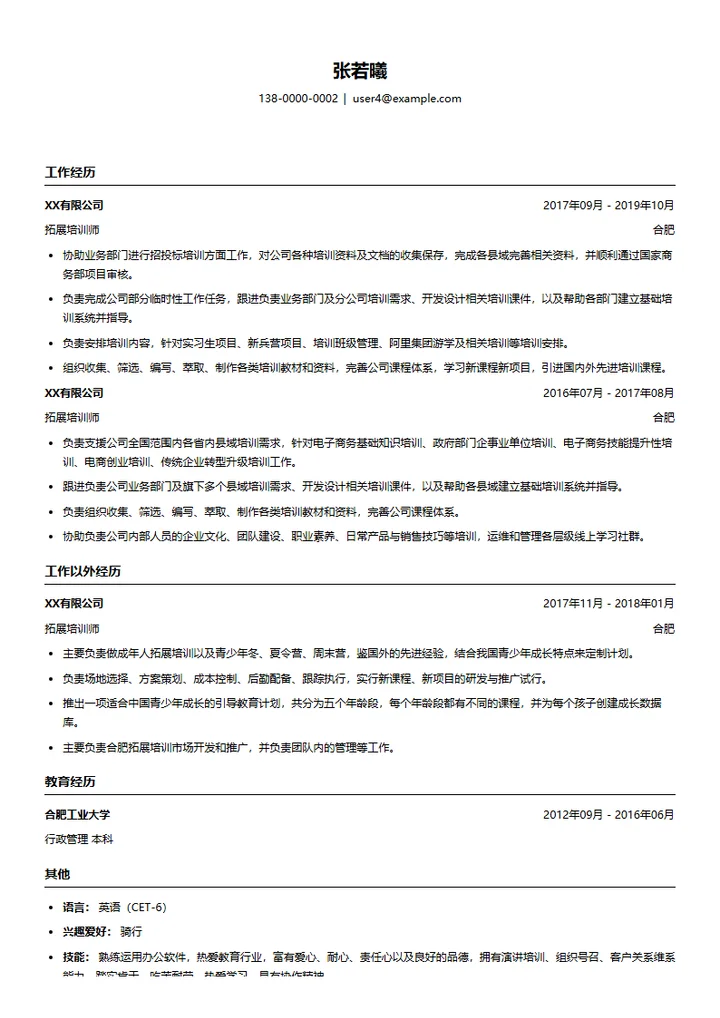 张若曦
138-0000-0002 | user4@example.com
工作经历
XX有限公司 2017年09月 - 2019年10月
拓展培训师 合肥
• 协助业务部门进行招投标培训方面工作，对公司各种培训资料及文档的收集保存，完成各县域完善相关资料，并顺利通过国家商
务部项目审核。
• 负责完成公司部分临时性工作任务，跟进负责业务部门及分公司培训需求、开发设计相关培训课件，以及帮助各部门建立基础培
训系统并指导。
• 负责安排培训内容，针对实习生项目、新兵营项目、培训班级管理、阿里集团游学及相关培训等培训安排。
• 组织收集、筛选、编写、萃取、制作各类培训教材和资料，完善公司课程体系，学习新课程新项目，引进国内外先进培训课程。
XX有限公司 2016年07月 - 2017年08月
拓展培训师 合肥
• 负责支援公司全国范围内各省内县域培训需求，针对电子商务基础知识培训、政府部门企事业单位培训、电子商务技能提升性培
训、电商创业培训、传统企业转型升级培训工作。
• 跟进负责公司业务部门及旗下多个县域培训需求、开发设计相关培训课件，以及帮助各县域建立基础培训系统并指导。
• 负责组织收集、筛选、编写、萃取、制作各类培训教材和资料，完善公司课程体系。
• 协助负责公司内部人员的企业文化、团队建设、职业素养、日常产品与销售技巧等培训，运维和管理各层级线上学习社群。
工作以外经历
XX有限公司 2017年11月 - 2018年01月
拓展培训师 合肥
• 主要负责做成年人拓展培训以及青少年冬、夏令营、周末营，鉴国外的先进经验，结合我国青少年成长特点来定制计划。
• 负责场地选择、方案策划、成本控制、后勤配备、跟踪执行，实行新课程、新项目的研发与推广试行。
• 推出一项适合中国青少年成长的引导教育计划，共分为五个年龄段，每个年龄段都有不同的课程，并为每个孩子创建成长数据
库。
• 主要负责合肥拓展培训市场开发和推广，并负责团队内的管理等工作。
教育经历
合肥工业大学 2012年09月 - 2016年06月
行政管理 本科
其他
• 语言： 英语（CET-6）
• 兴趣爱好： 骑行
• 技能： 熟练运用办公软件，热爱教育行业，富有爱心、耐心、责任心以及良好的品德，拥有演讲培训、组织号召、客户关系维系